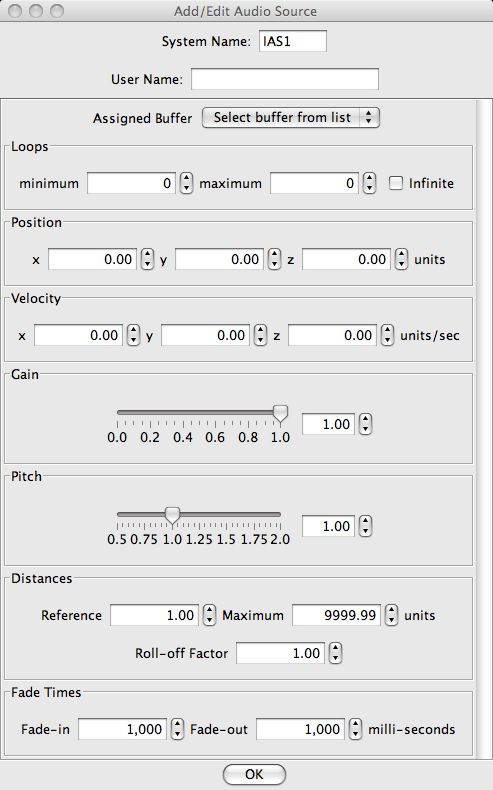 Add/Edit Audio Source
System Name: IAS1
User Name:
Assigned Buffer Select buffer from list
Loops
minimum 0 maximum 0 Infinite
Position
x 0.00 y 0.00 z 0.00 units
Velocity
x 0.00 y 0.00 z 0.00 units/sec
Gain
1.00
0.0 0.2 0.4 0.6 0.8 1.0
Pitch
1.00
0.5 0.75 1.0 1.25 1.5 1.75 2.0
Distances
Reference 1.00 Maximum 9999.99 units
Roll-off Factor 1.00
Fade Times
Fade-in 1,000 Fade-out 1,000 milli-seconds
OK